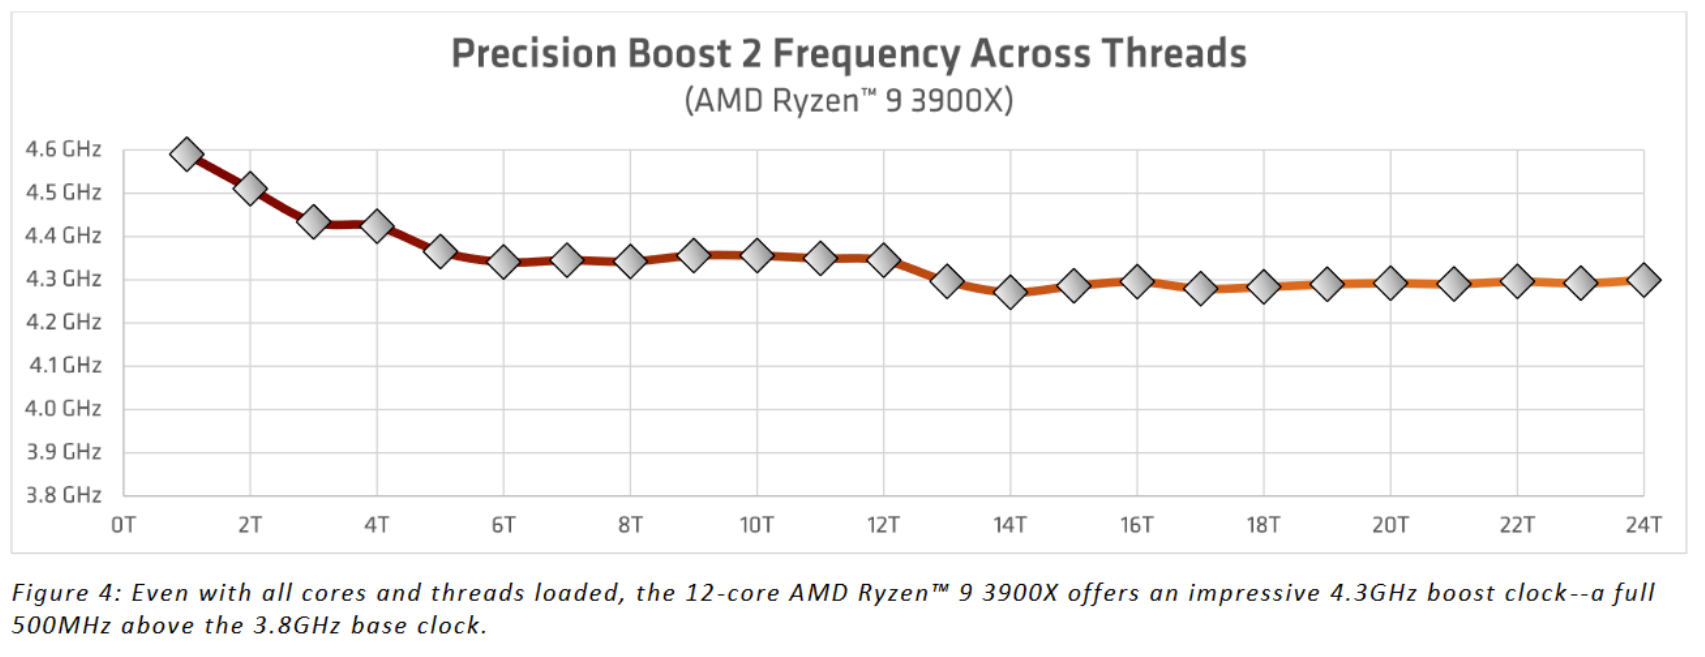 Precision Boost 2 Frequency Across Threads
(AMD Ryzen™ 9 3900X)
4.6 GHz
4.5 GHz
4.4 GHz
4.3 GHz
4.2 GHz
4.1 GHz
4.0 GHz
3.9 GHz
3.8 GHz
0T 2T 4T 6T 8T 10T 12T 14T 16T 18T 20T 22T 24T
Figure 4: Even with all cores and threads loaded, the 12-core AMD Ryzen™ 9 3900X offers an impressive 4.3GHz boost clock--a full
500MHz above the 3.8GHz base clock.